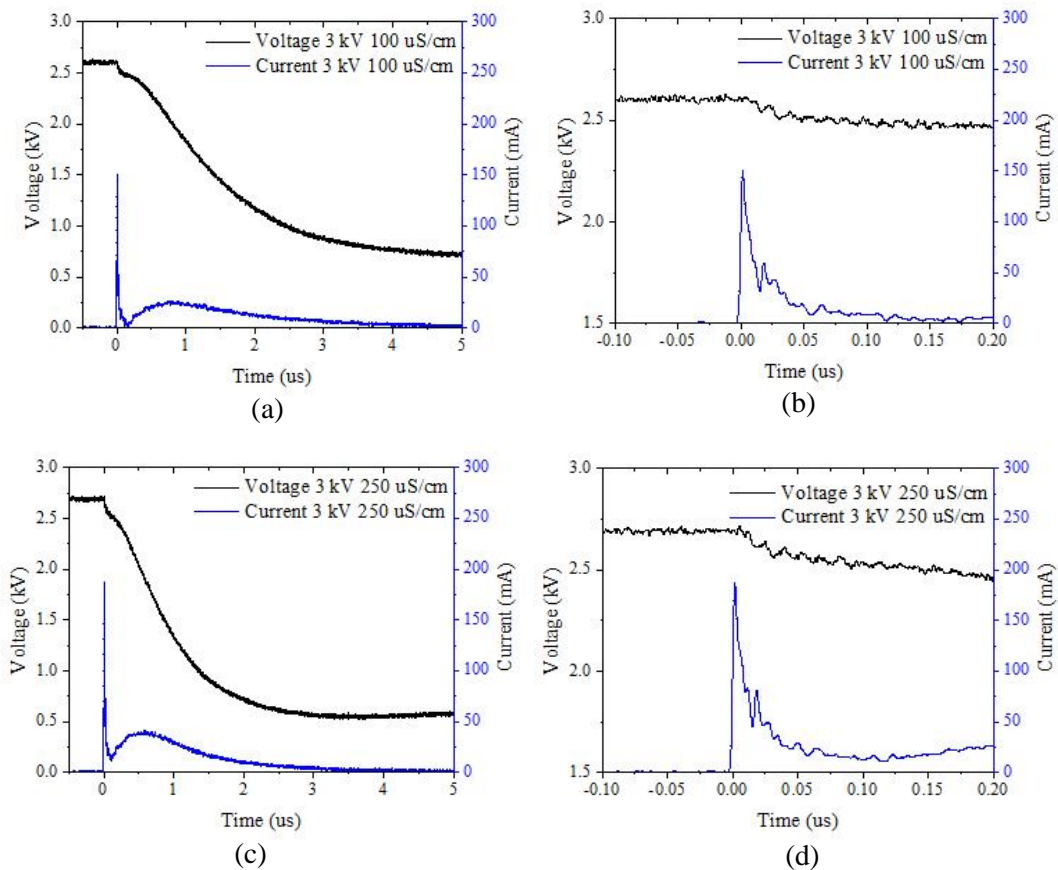 3.0
2.5
2.0
1.5
1.0
0.5
0.0
Voltage (kV)
300
250
200
150
100
50
0
Current (mA)
Voltage 3 kV 100 uS/cm
Current 3 kV 100 uS/cm
0 1 2 3 4 5
Time (us)
(a)
3.0
2.5
2.0
1.5
Voltage (kV)
300
250
200
150
100
50
0
Current (mA)
Voltage 3 kV 100 uS/cm
Current 3 kV 100 uS/cm
-0.10 -0.05 0.00 0.05 0.10 0.15 0.20
Time (us)
(b)
3.0
2.5
2.0
1.5
1.0
0.5
0.0
Voltage (kV)
300
250
200
150
100
50
0
Current (mA)
Voltage 3 kV 250 uS/cm
Current 3 kV 250 uS/cm
0 1 2 3 4 5
Time (us)
(c)
3.0
2.5
2.0
1.5
Voltage (kV)
300
250
200
150
100
50
0
Current (mA)
Voltage 3 kV 250 uS/cm
Current 3 kV 250 uS/cm
-0.10 -0.05 0.00 0.05 0.10 0.15 0.20
Time (us)
(d)